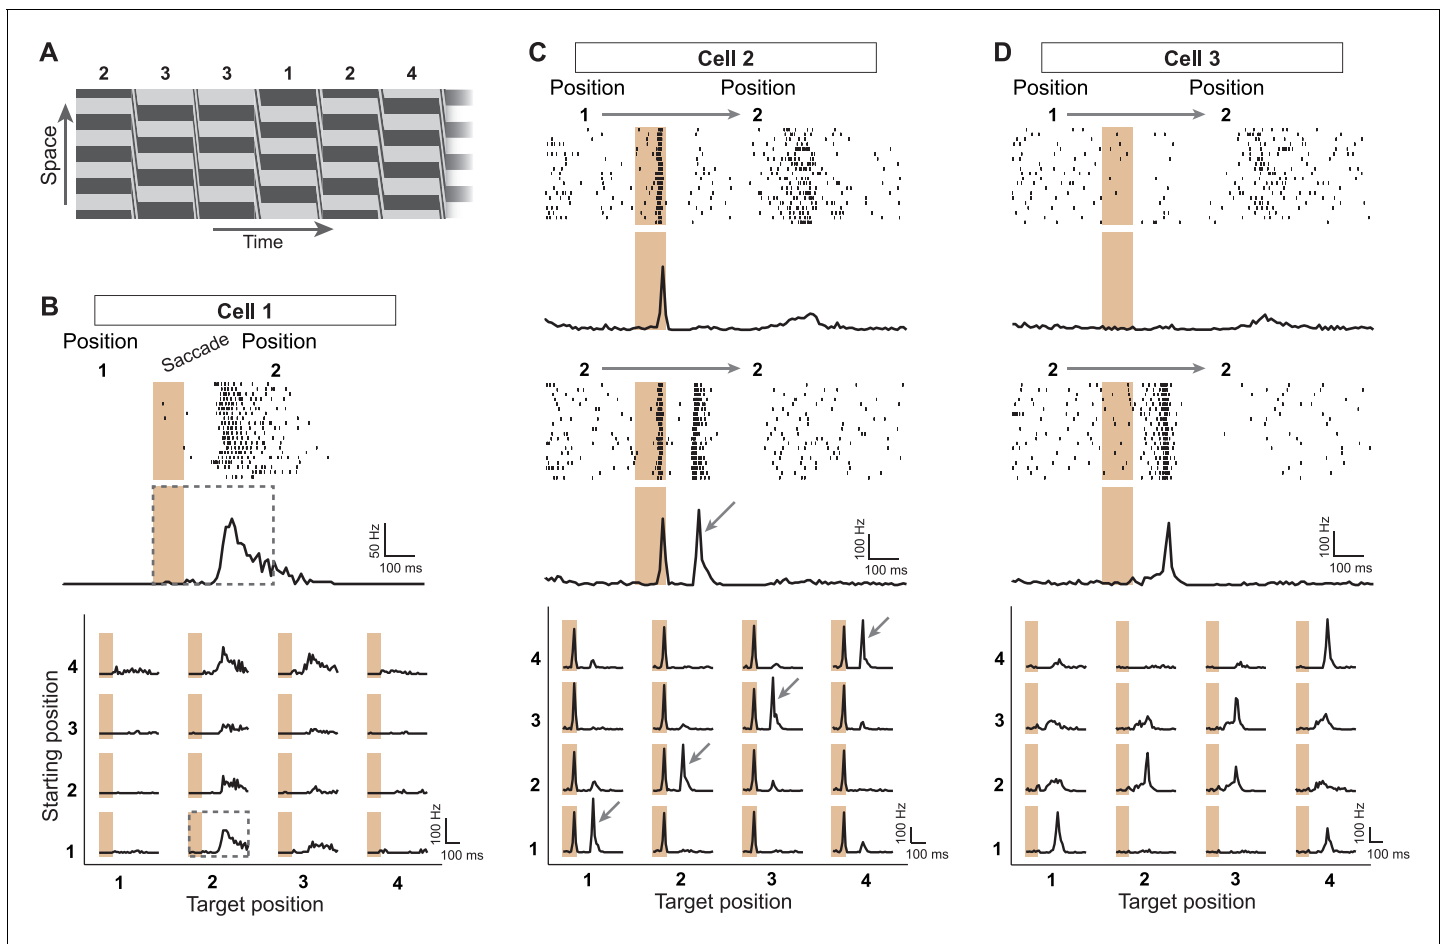 A
2 3 3 1 2 4
Space
Time
B
Cell 1
Position
Saccade
Position
1
2
50 Hz
100 ms
4
3
2
1
Starting position
100 Hz
100 ms
1 2 3 4
Target position
C
Cell 2
Position
Position
1
2
2
2
100 Hz
100 ms
4
3
2
1
100 Hz
100 ms
1 2 3 4
Target position
D
Cell 3
Position
Position
1
2
2
2
100 Hz
100 ms
4
3
2
1
100 Hz
100 ms
1 2 3 4
Target position